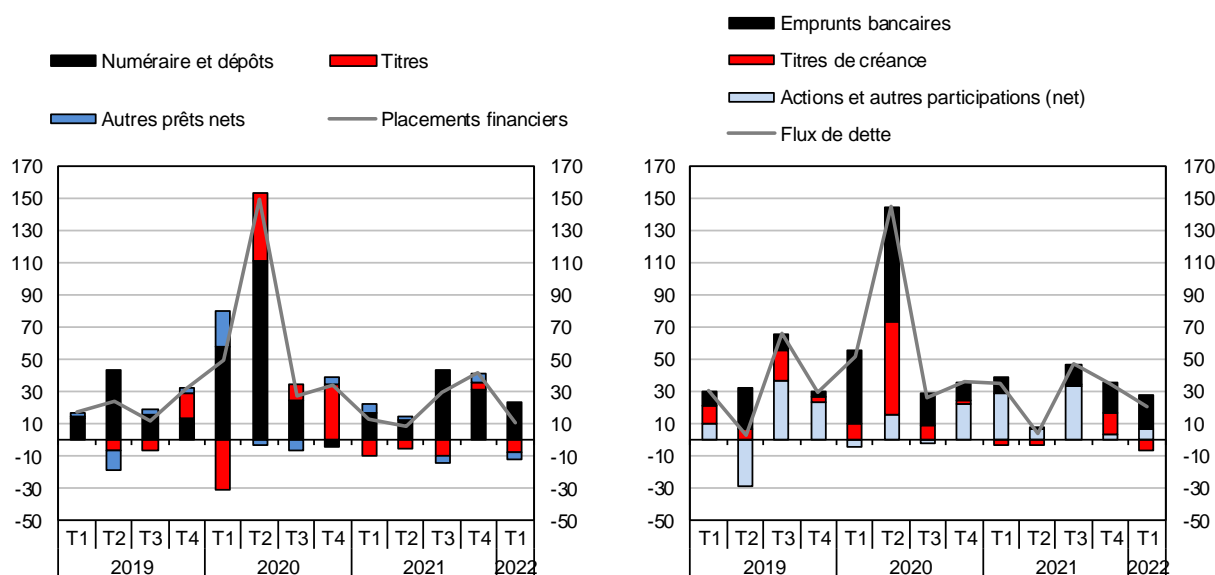 Numéraire et dépôts Titres
Autres prêts nets Placements financiers
170 170
150 150
130 130
110 110
90 90
70 70
50 50
30 30
10 10
-10 -10
-30 -30
-50 -50
T1 T2 T3 T4 T1 T2 T3 T4 T1 T2 T3 T4 T1
2019 2020 2021 2022
Emprunts bancaires
Titres de créance
Actions et autres participations (net)
Flux de dette
170 170
150 150
130 130
110 110
90 90
70 70
50 50
30 30
10 10
-10 -10
-30 -30
-50 -50
T1 T2 T3 T4 T1 T2 T3 T4 T1 T2 T3 T4 T1
2019 2020 2021 2022